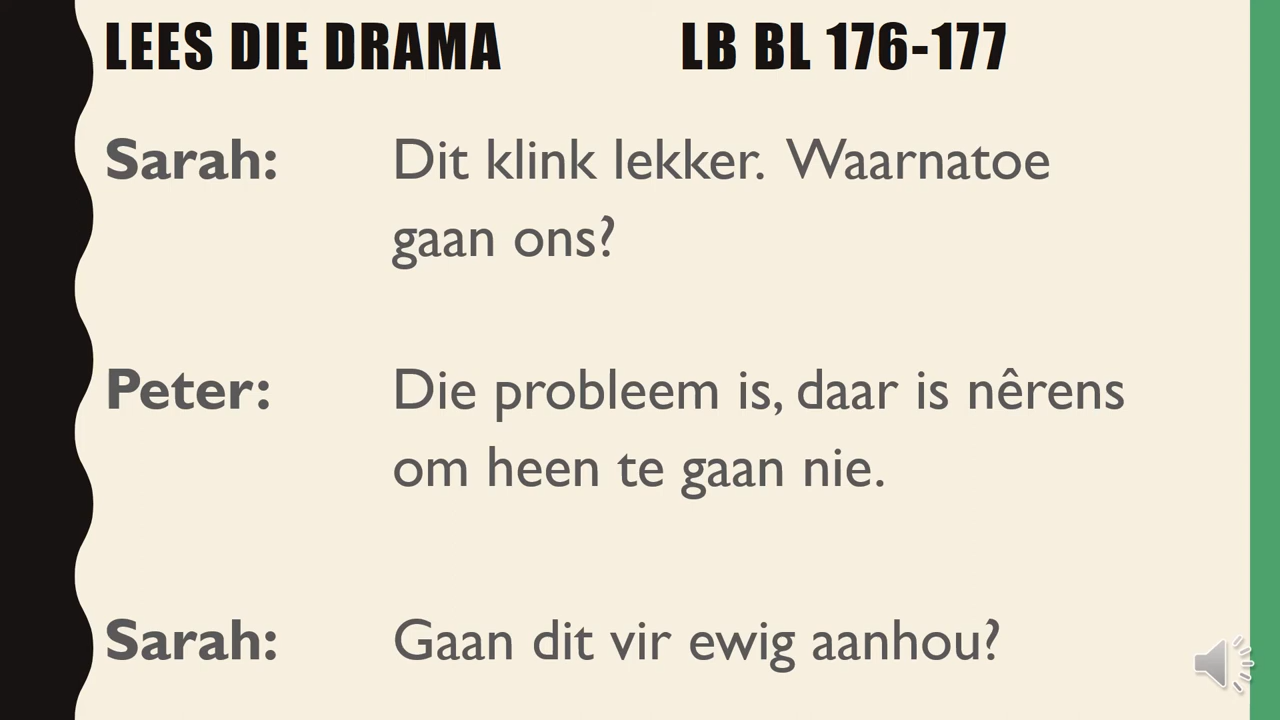 LEES DIE DRAMA LB BL 176-177
Sarah: Dit klink lekker. Waarnatoe
gaan ons?
Peter: Die probleem is, daar is nêrens
om heen te gaan nie.
Sarah: Gaan dit vir ewig aanhou?